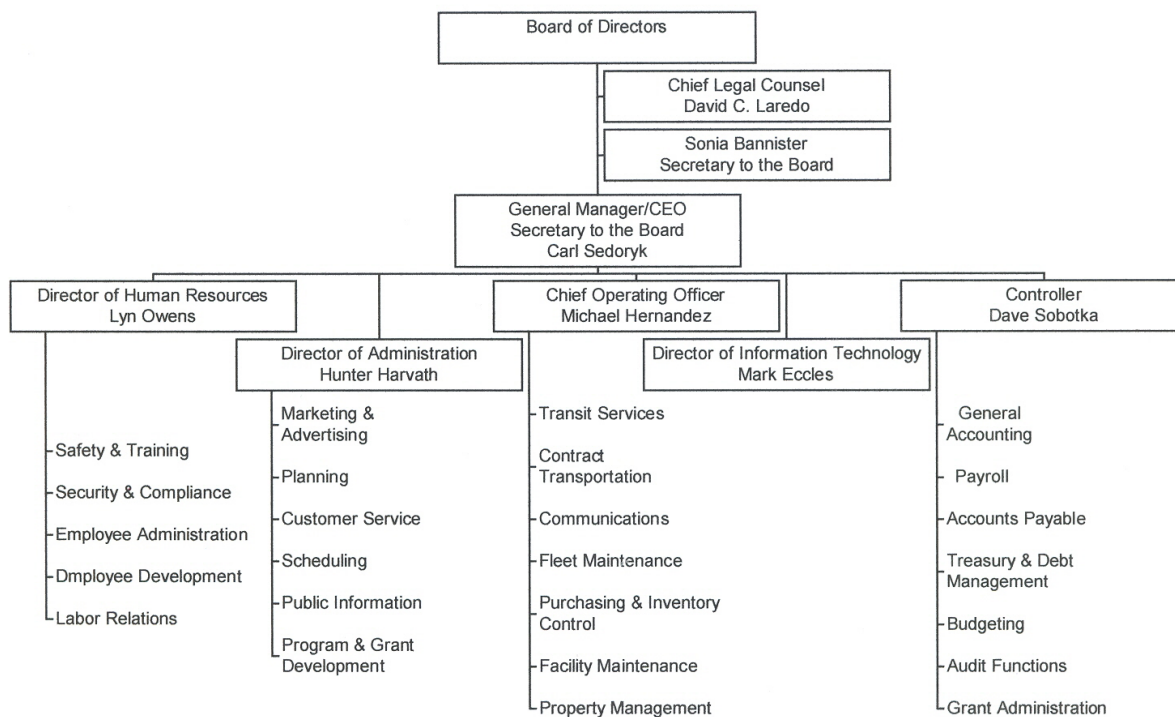 Board of Directors
Chief Legal Counsel
David C. Laredo
Sonia Bannister
Secretary to the Board
General Manager/CEO
Secretary to the Board
Carl Sedoryk
Director of Human Resources
Lyn Owens
Chief Operating Officer
Michael Hernandez
Controller
Dave Sobotka
Director of Administration
Hunter Harvath
Director of Information Technology
Mark Eccles
Safety & Training
Security & Compliance
Employee Administration
Dmployee Development
Labor Relations
Marketing &
Advertising
Planning
Customer Service
Scheduling
Public Information
Program & Grant
Development
Transit Services
Contract
Transportation
Communications
Fleet Maintenance
Purchasing & Inventory
Control
Facility Maintenance
Property Management
General
Accounting
Payroll
Accounts Payable
Treasury & Debt
Management
Budgeting
Audit Functions
Grant Administration